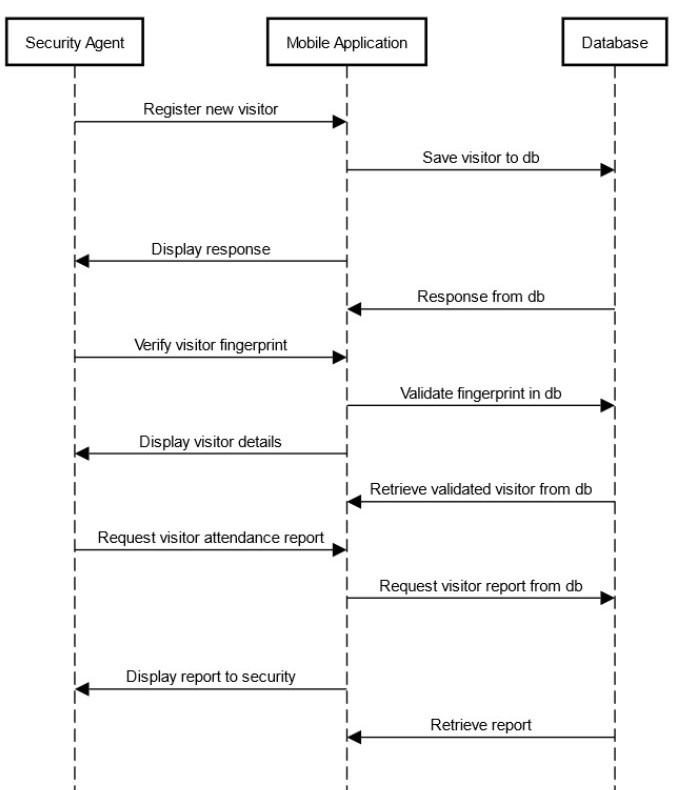 Security Agent
Mobile Application
Database
Register new visitor
Save visitor to db
Display response
Response from db
Verify visitor fingerprint
Validate fingerprint in db
Display visitor details
Retrieve validated visitor from db
Request visitor attendance report
Request visitor report from db
Display report to security
Retrieve report